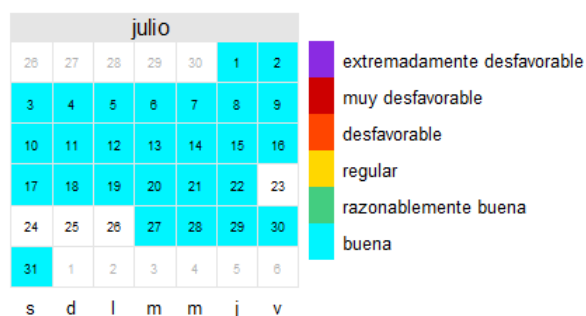 julio
26 27 28 29 30 1 2
3 4 5 6 7 8 9
10 11 12 13 14 15 16
17 18 19 20 21 22 23
24 25 26 27 28 29 30
31 1 2 3 4 5 6
s d l m m j v
extremadamente desfavorable
muy desfavorable
desfavorable
regular
razonablemente buena
buena